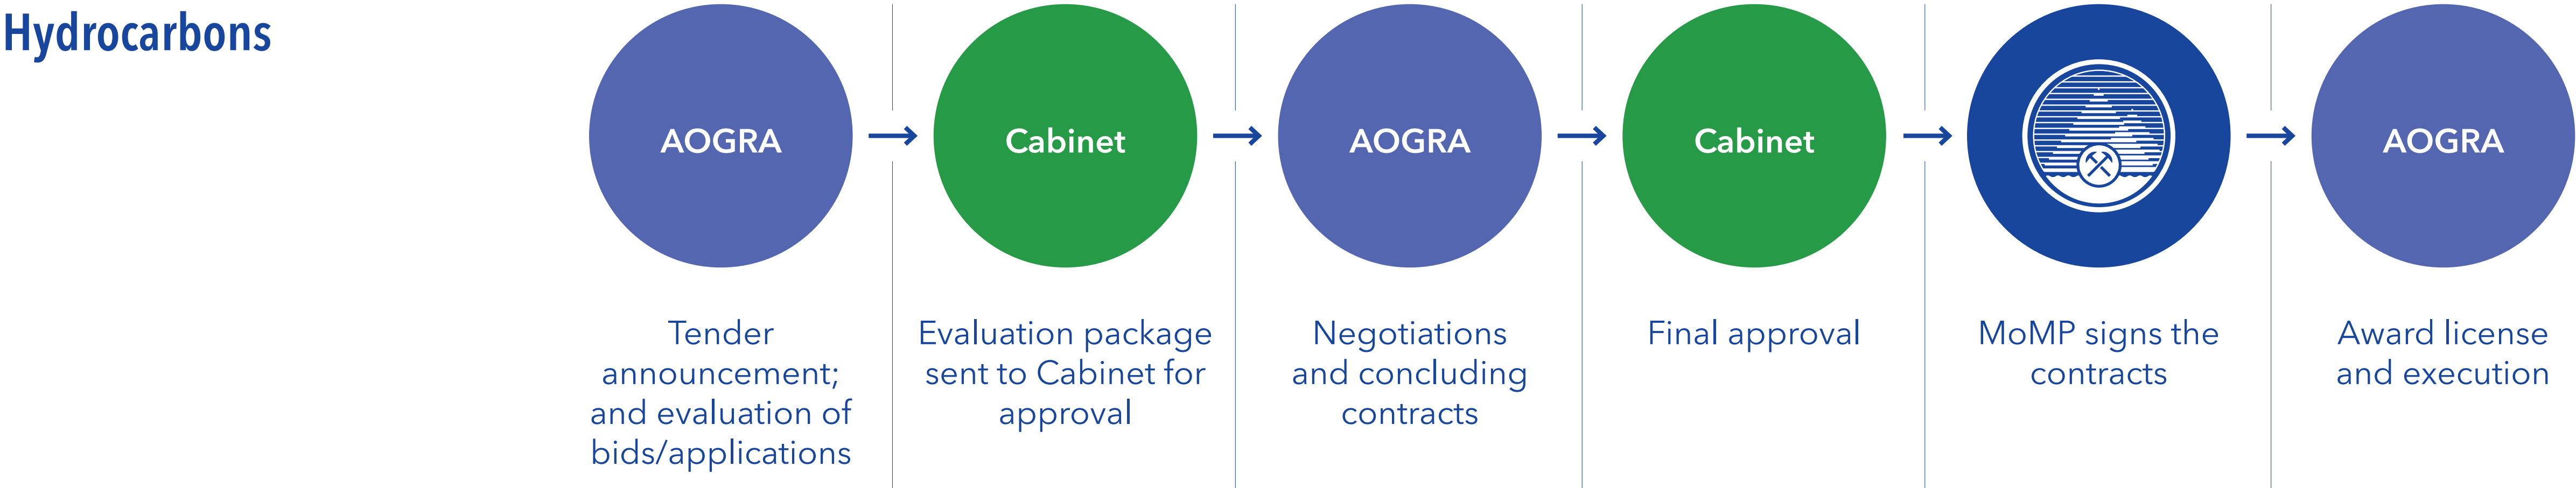 Hydrocarbons
AOGRA
Cabinet
AOGRA
Cabinet
AOGRA
Tender
announcement;
and evaluation of
bids/applications
Evaluation package
sent to Cabinet for
approval
Negotiations
and concluding
contracts
Final approval
MoMP signs the
contracts
Award license
and execution